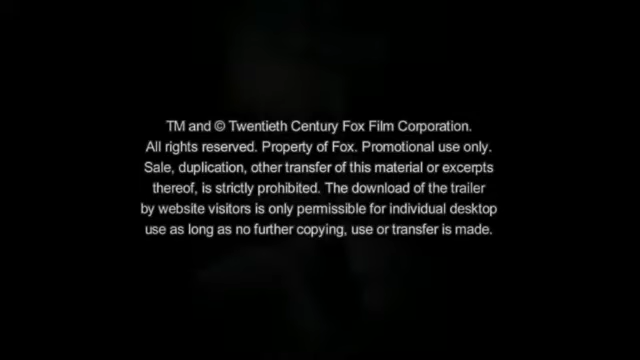 TM and © Twentieth Century Fox Film Corporation.
All rights reserved. Property of Fox. Promotional use only.
Sale, duplication, other transfer of this material or excerpts
thereof, is strictly prohibited. The download of the trailer
by website visitors is only permissible for individual desktop
use as long as no further copying, use or transfer is made.